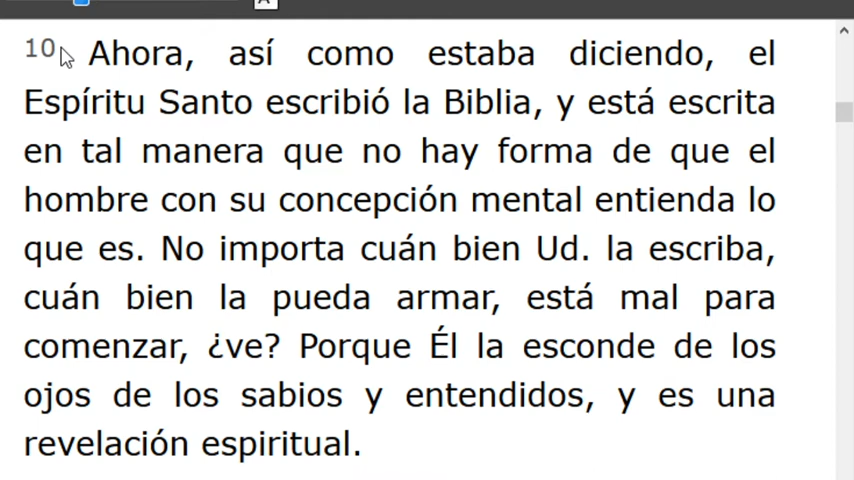 10 Ahora, así como estaba diciendo, el
Espíritu Santo escribió la Biblia, y está escrita
en tal manera que no hay forma de que el
hombre con su concepción mental entienda lo
que es. No importa cuán bien Ud. la escriba,
cuán bien la pueda armar, está mal para
comenzar, ¿ve? Porque Él la esconde de los
ojos de los sabios y entendidos, y es una
revelación espiritual.